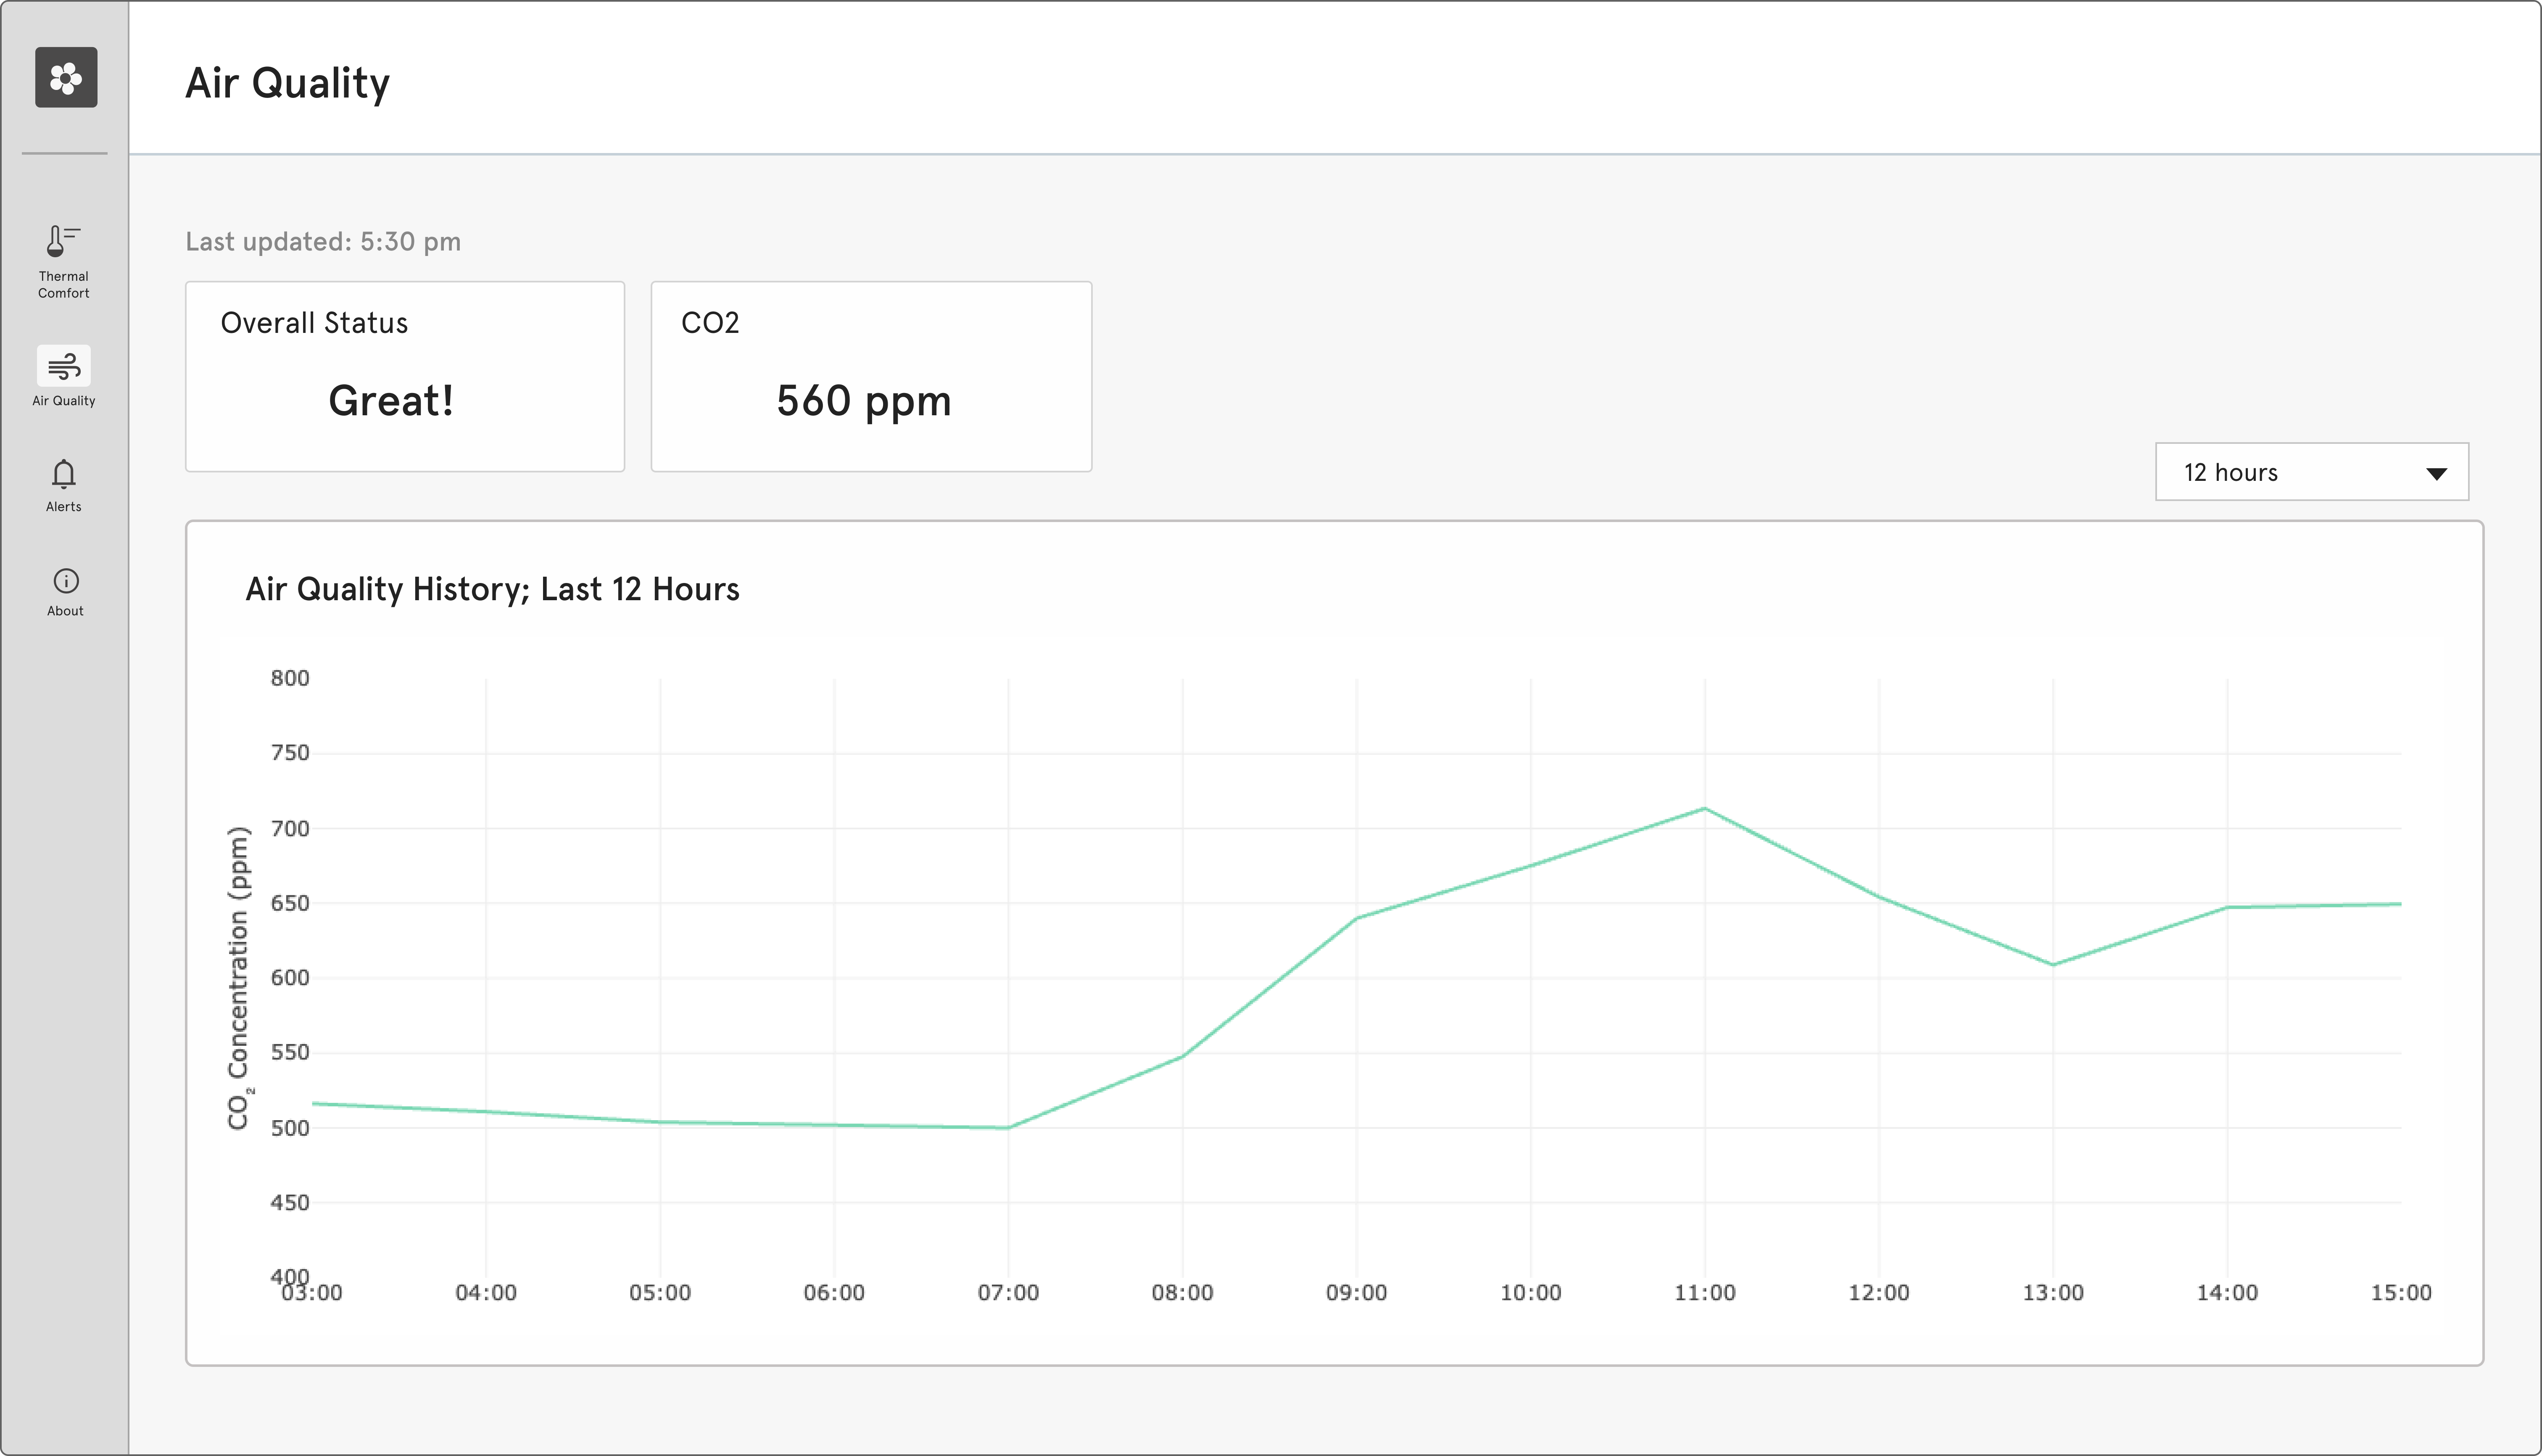 Air Quality
Thermal
Comfort
Air Quality
Alerts
About
Last updated: 5:30 pm
Overall Status
Great!
CO2
560 ppm
12 hours
Air Quality History; Last 12 Hours
CO₂ Concentration (ppm)
800
750
700
650
600
550
500
450
400
03:00 04:00 05:00 06:00 07:00 08:00 09:00 10:00 11:00 12:00 13:00 14:00 15:00